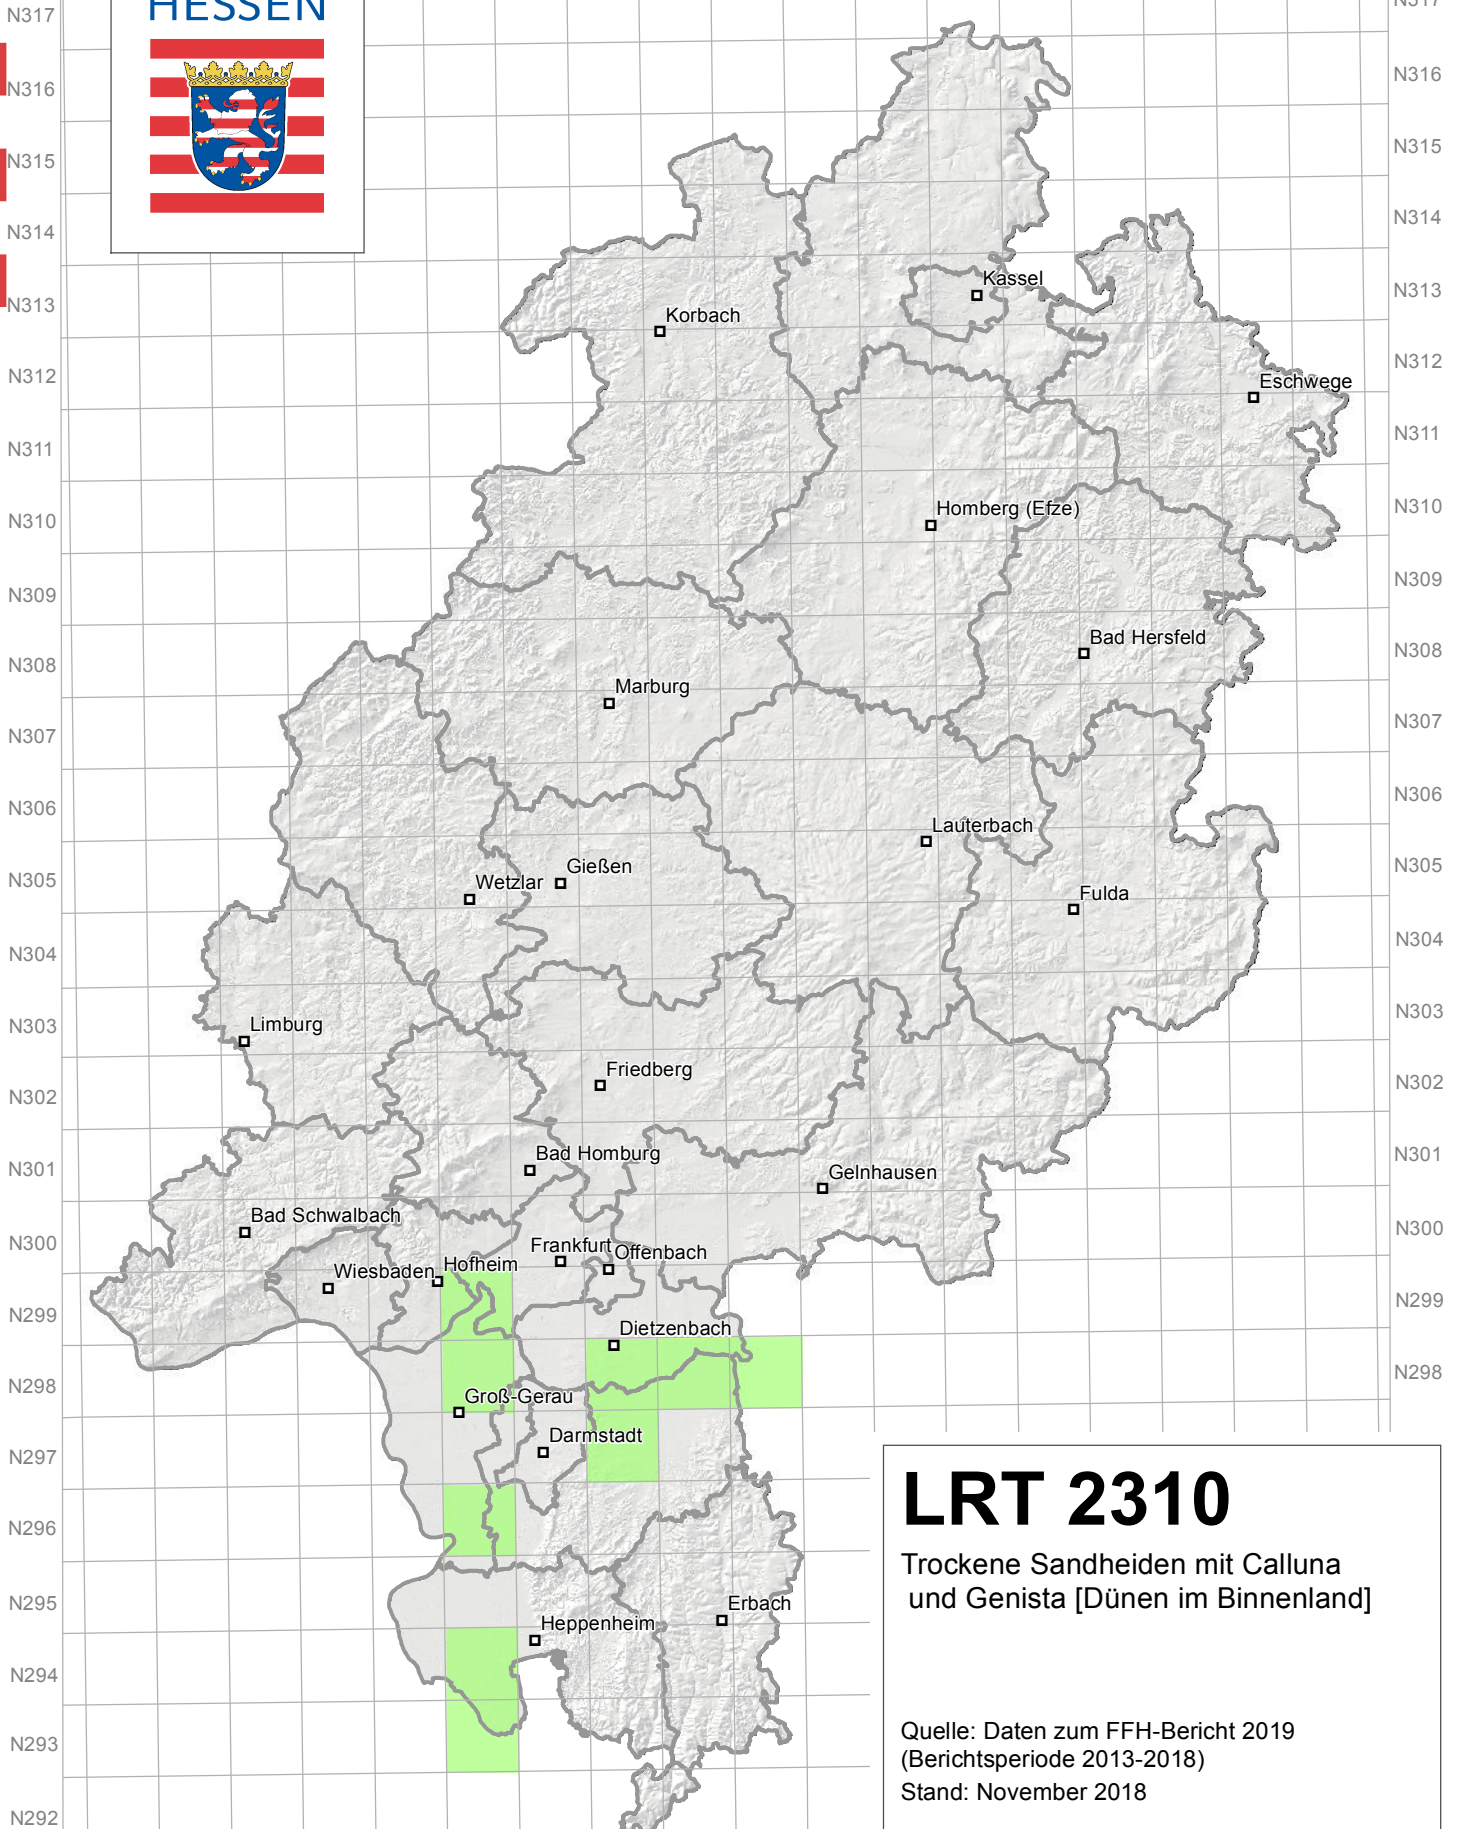 HESSEN
N317
N316
N315
N314
N313
N312
N311
N310
N309
N308
N307
N306
N305
N304
N303
N302
N301
N300
N299
N298
N297
N296
N295
N294
N293
N292
N317
N316
N315
N314
N313
N312
N311
N310
N309
N308
N307
N306
N305
N304
N303
N302
N301
N300
N299
N298
Kassel
Korbach
Eschwege
Homberg (Efze)
Bad Hersfeld
Marburg
Lauterbach
Gießen
Wetzlar
Fulda
Limburg
Friedberg
Bad Homburg
Gelnhausen
Bad Schwalbach
Frankfurt
Offenbach
Hofheim
Wiesbaden
Dietzenbach
Groß-Gerau
Darmstadt
Erbach
Heppenheim
LRT 2310
Trockene Sandheiden mit Calluna
und Genista [Dünen im Binnenland]
Quelle: Daten zum FFH-Bericht 2019
(Berichtsperiode 2013-2018)
Stand: November 2018